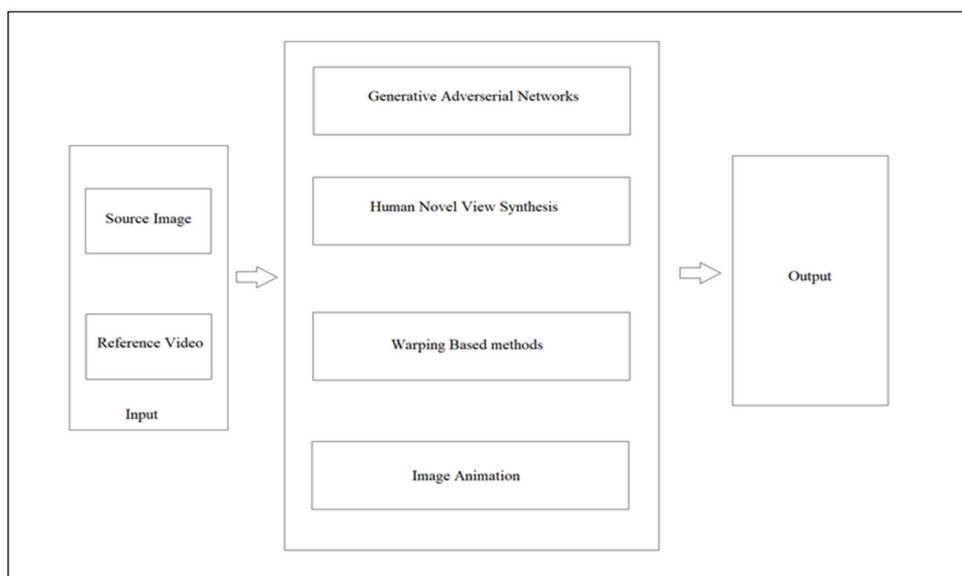 Source Image
Reference Video
Input
Generative Adverserial Networks
Human Novel View Synthesis
Warping Based methods
Image Animation
Output